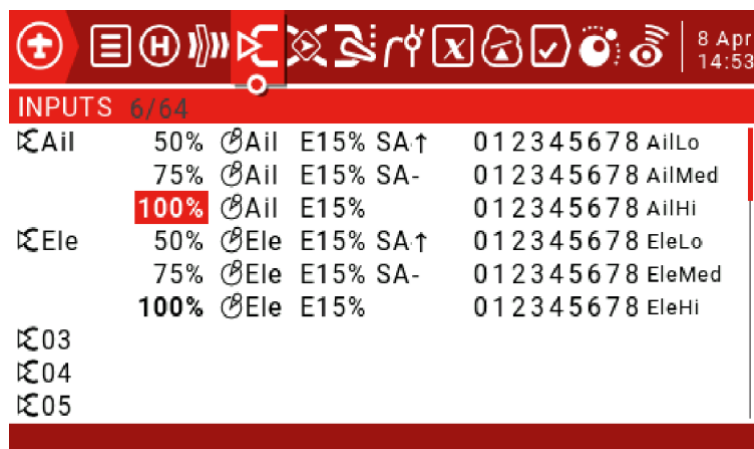 8 Apr
14:53
INPUTS 6/64
Ail 50% Ail E15% SA↑ 012345678 AilLo
75% Ail E15% SA- 012345678 AilMed
100% Ail E15% 012345678 AilHi
Ele 50% Ele E15% SA↑ 012345678 EleLo
75% Ele E15% SA- 012345678 EleMed
100% Ele E15% 012345678 EleHi
03
04
05